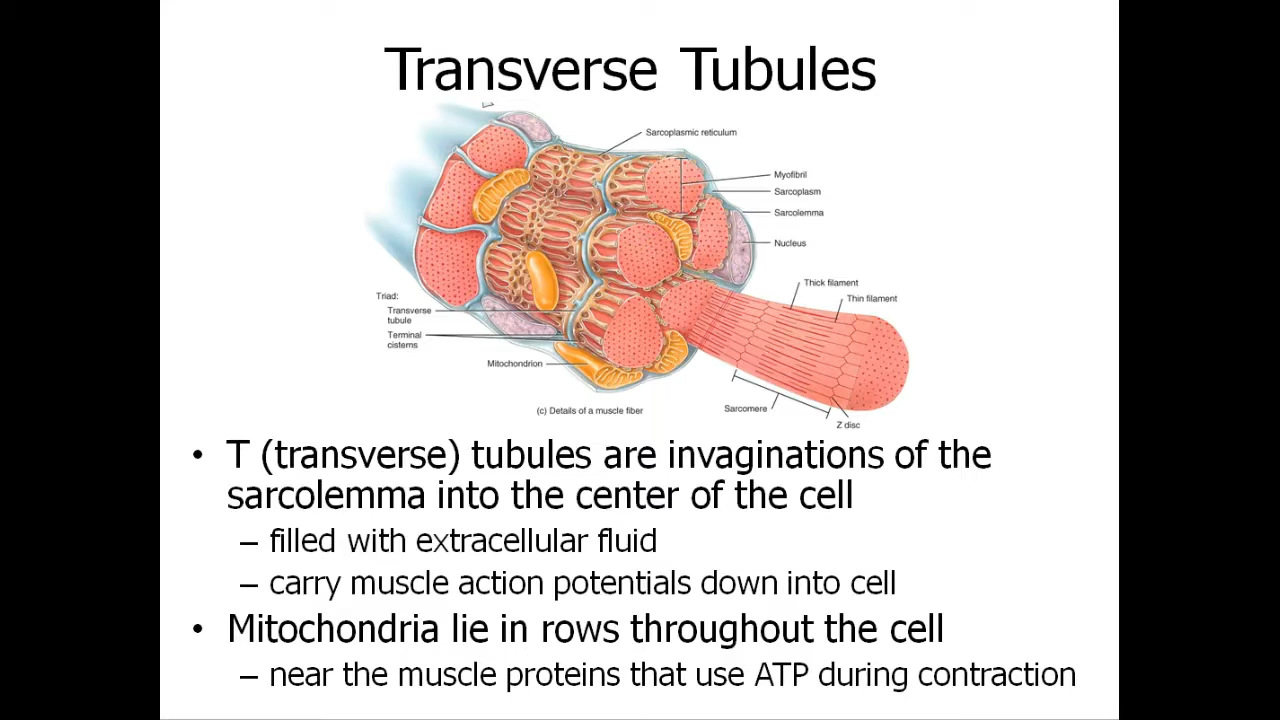 Transverse Tubules
Sarcoplasmic reticulum
Myofibril
Sarcoplasm
Sarcolemma
Nucleus
Thick filament
Thin filament
Triad:
Transverse
tubule
Terminal
cisterns
Mitochondrion
Sarcomere
Z disc
(c) Details of a muscle fiber
• T (transverse) tubules are invaginations of the
sarcolemma into the center of the cell
– filled with extracellular fluid
– carry muscle action potentials down into cell
• Mitochondria lie in rows throughout the cell
– near the muscle proteins that use ATP during contraction